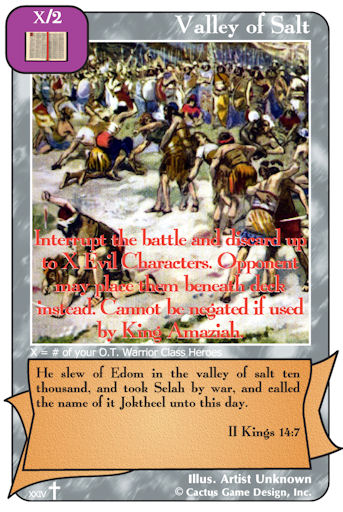 X/2
Valley of Salt
Interrupt the battle and discard up
to X Evil Characters. Opponent
may place them beneath deck
instead. Cannot be negated if used
by King Amaziah.
X = # of your O.T. Warrior Class Heroes
He slew of Edom in the valley of salt ten
thousand, and took Selah by war, and called
the name of it Joktheel unto this day.
II Kings 14:7
Illus. Artist Unknown
XXIV
© Cactus Game Design, Inc.